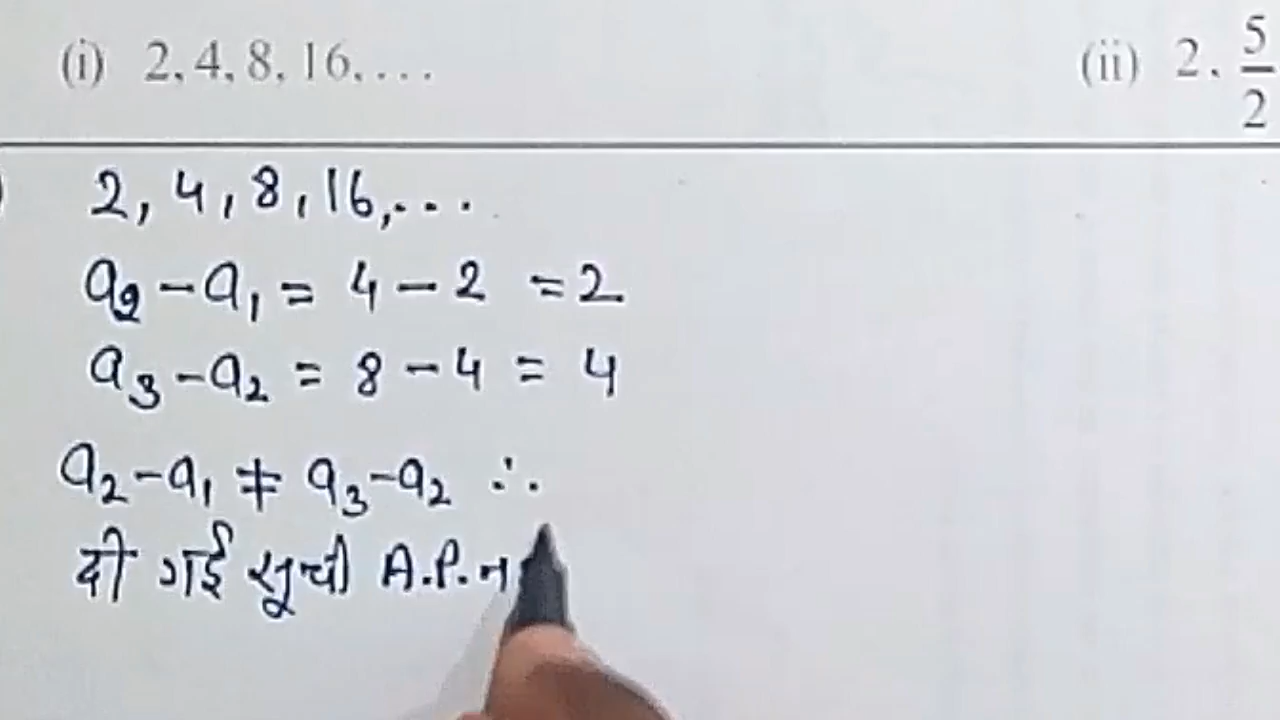 (i) 2, 4, 8, 16, ... (ii) 2, 5/2
2, 4, 8, 16, ...
a₂ - a₁ = 4 - 2 = 2
a₃ - a₂ = 8 - 4 = 4
a₂ - a₁ ≠ a₃ - a₂ ∴
दी गई सूची A.P.